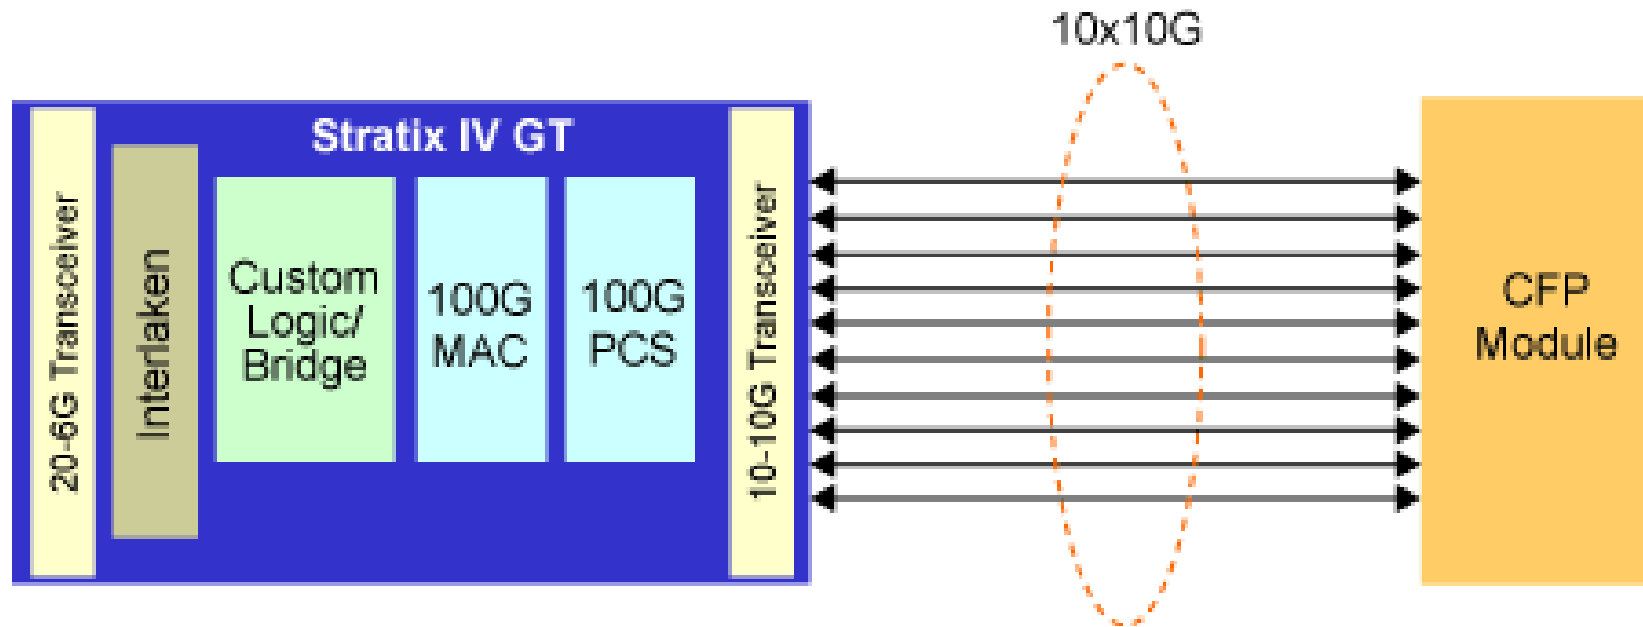 10x10G
Stratix IV GT
20-6G Transceiver
Interlaken
Custom
Logic/
Bridge
100G
MAC
100G
PCS
10-10G Transceiver
CFP
Module